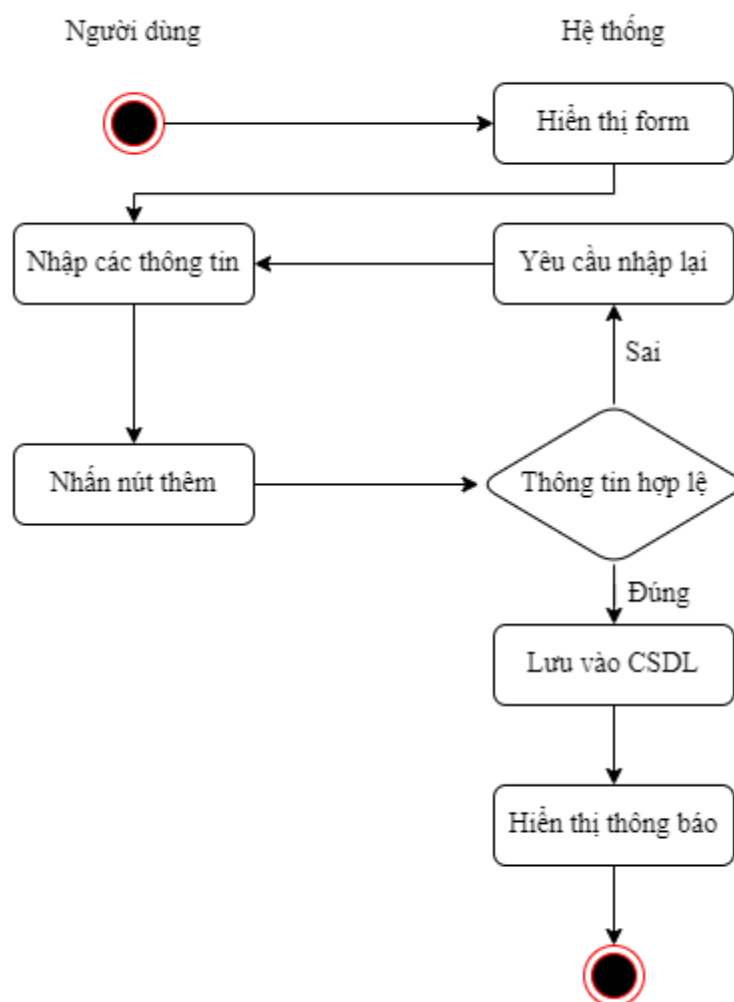 Người dùng
Hệ thống
Hiển thị form
Nhập các thông tin
Yêu cầu nhập lại
Sai
Nhấn nút thêm
Thông tin hợp lệ
Đúng
Lưu vào CSDL
Hiển thị thông báo